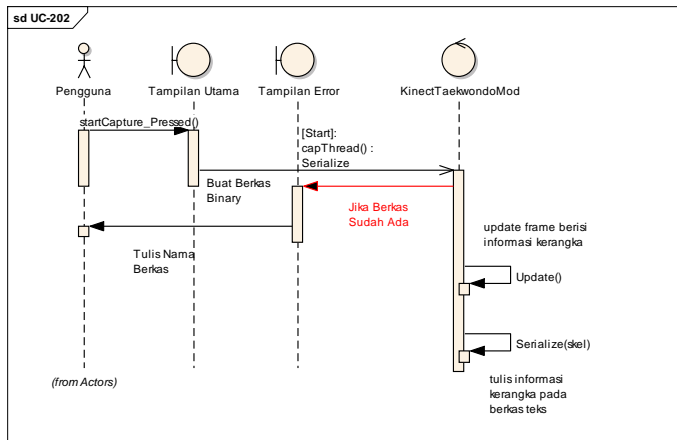 sd UC-202
Pengguna
Tampilan Utama
Tampilan Error
KinectTaekwondoMod
startCapture_Pressed()
[Start]:
capThread() :
Serialize
Buat Berkas
Binary
Jika Berkas
Sudah Ada
Tulis Nama
Berkas
update frame berisi
informasi kerangka
Update()
Serialize(skel)
tulis informasi
kerangka pada
berkas teks
(from Actors)